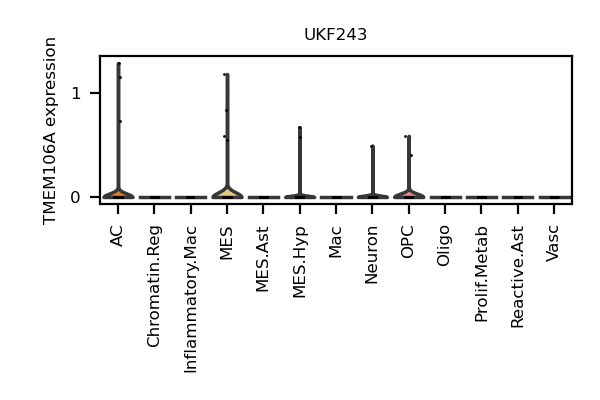 UKF243
TMEM106A expression
1
0
AC
Chromatin.Reg
Inflammatory.Mac
MES
MES.Ast
MES.Hyp
Mac
Neuron
OPC
Oligo
Prolif.Metab
Reactive.Ast
Vasc